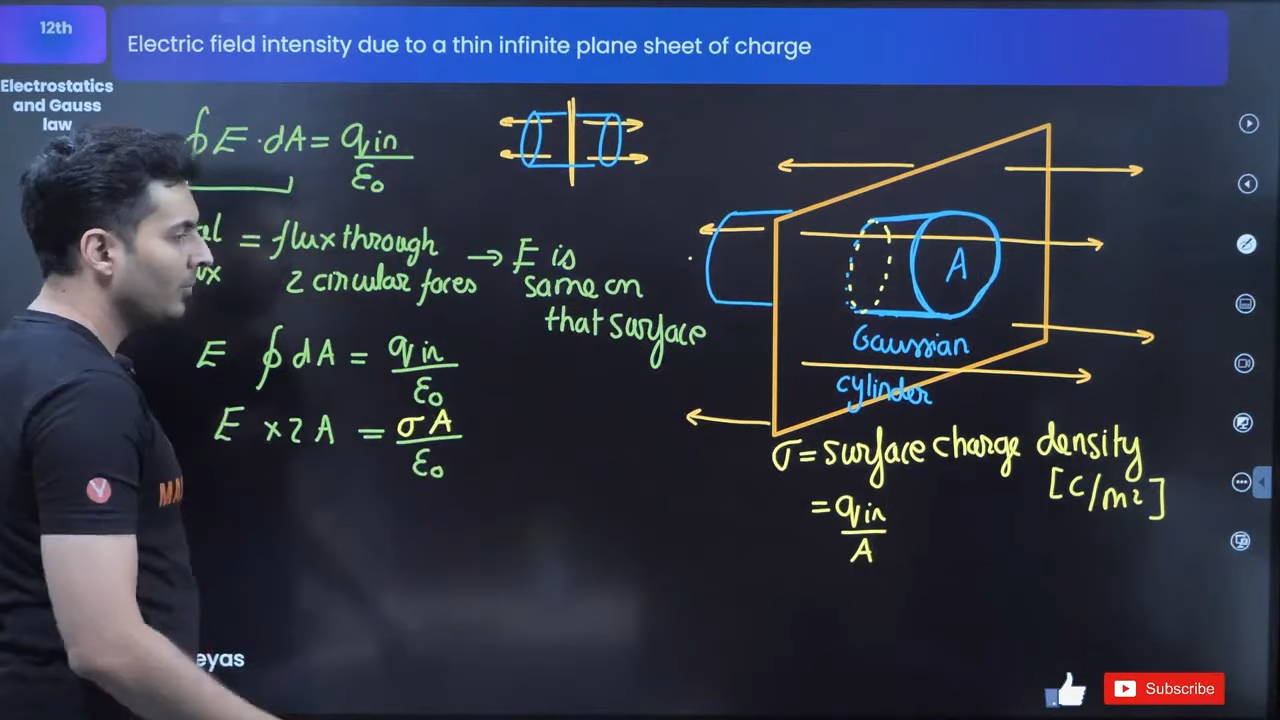 12th
Electric field intensity due to a thin infinite plane sheet of charge
Electrostatics
and Gauss
law
∮E·dA = qin/ε₀
= flux through
2 circular faces → E is
same on
that surface
E ∮dA = qin/ε₀
E ×2A = σA/ε₀
A
Gaussian
cylinder
σ = surface charge density
[C/m²]
= qin/A
eyas
Subscribe